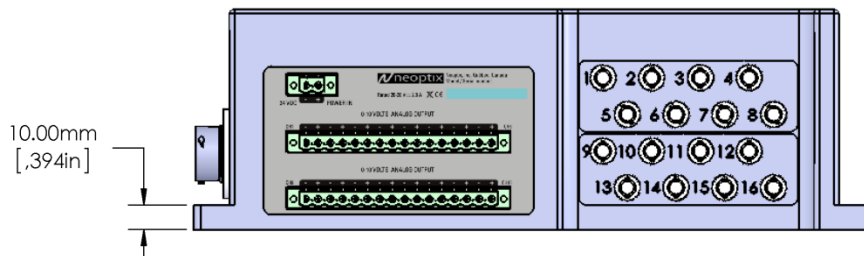 10.00mm
[,394in]
neoptix
24 VDC
POWER IN
0-10 VOLTS ANALOG OUTPUT
0-10 VOLTS ANALOG OUTPUT
1 2 3 4
5 6 7 8
9 10 11 12
13 14 15 16